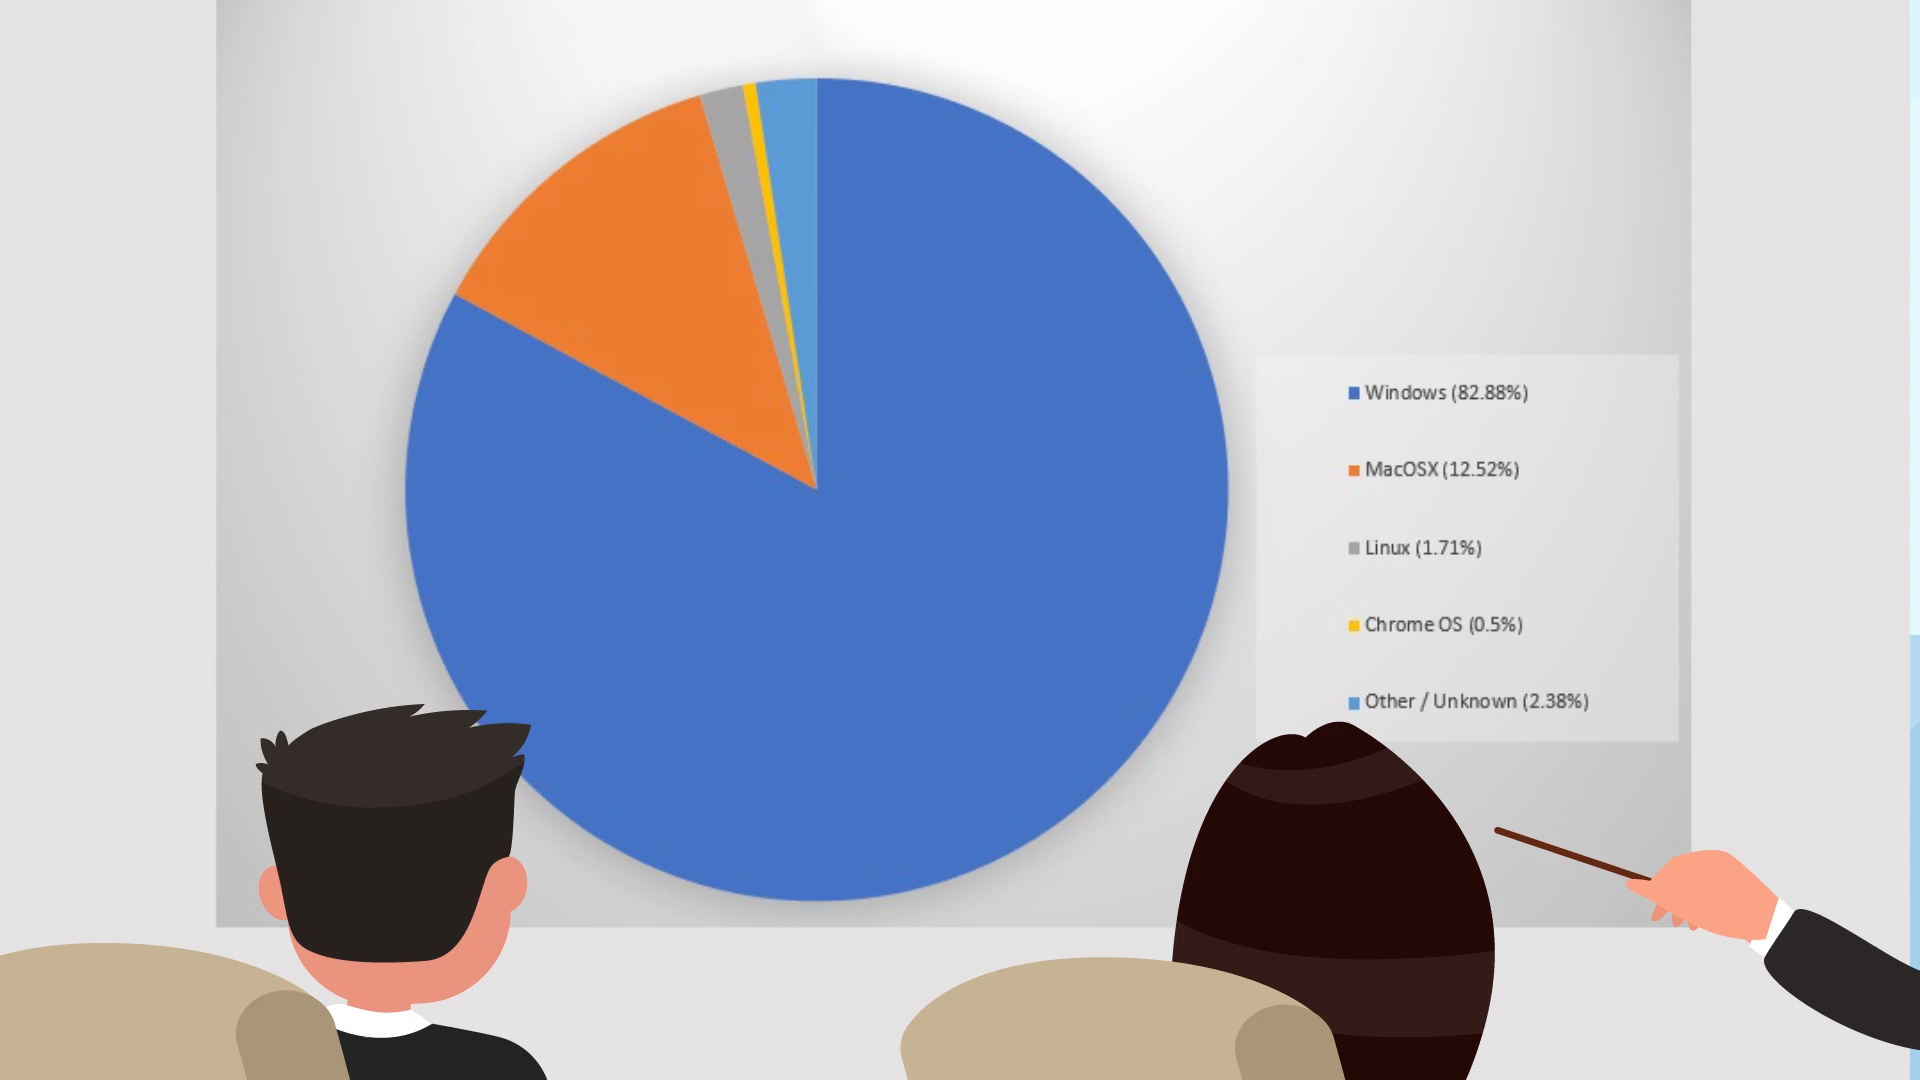 Windows (82.88%)
MacOSX (12.52%)
Linux (1.71%)
Chrome OS (0.5%)
Other / Unknown (2.38%)